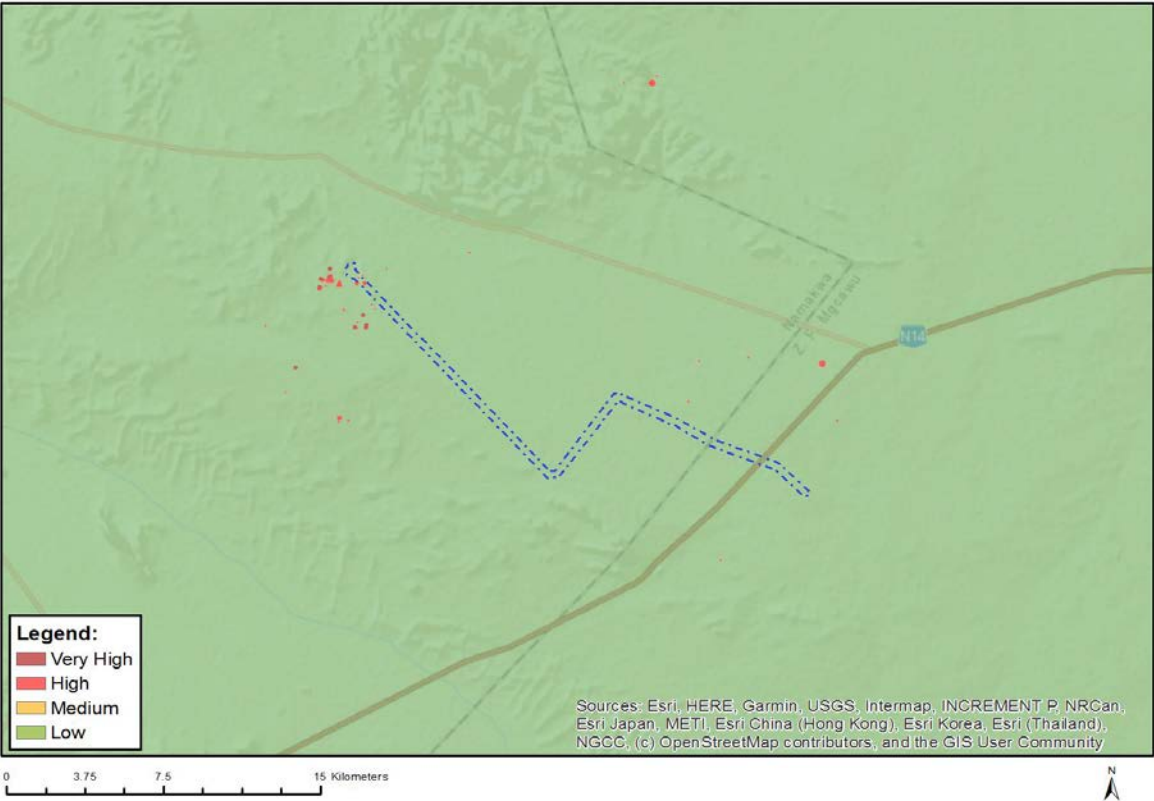 Namakwa
Z F Mgcawu
N14
Legend:
Very High
High
Medium
Low
Sources: Esri, HERE, Garmin, USGS, Intermap, INCREMENT P, NRCan,
Esri Japan, METI, Esri China (Hong Kong), Esri Korea, Esri (Thailand),
NGCC, (c) OpenStreetMap contributors, and the GIS User Community
0 3.75 7.5 15 Kilometers
N